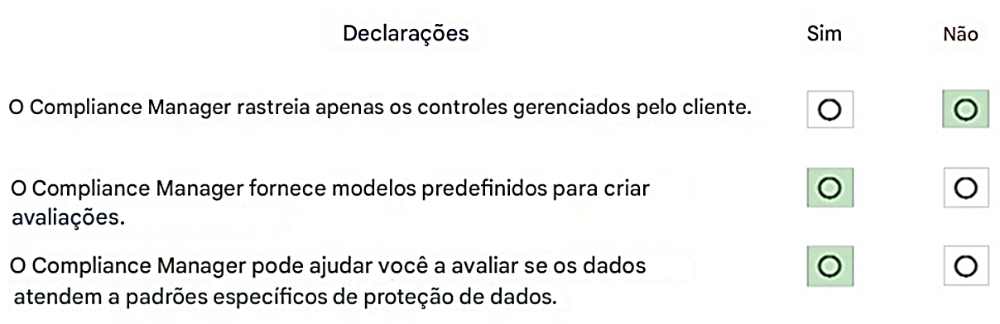 Declarações Sim Não
O Compliance Manager rastreia apenas os controles gerenciados pelo cliente.
O Compliance Manager fornece modelos predefinidos para criar
avaliações.
O Compliance Manager pode ajudar você a avaliar se os dados
atendem a padrões específicos de proteção de dados.